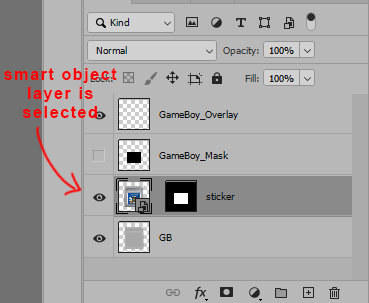 Kind
Normal
Opacity: 100%
Lock:
Fill: 100%
smart object
layer is
selected
GameBoy_Overlay
GameBoy_Mask
sticker
GB
fx